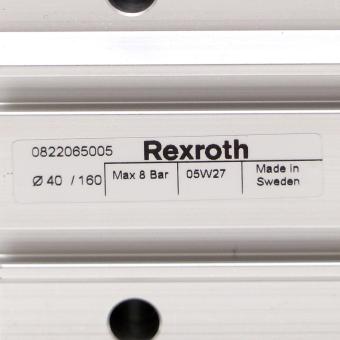 0822065005 Rexroth
Ø 40 / 160 Max 8 Bar 05W27 Made in
Sweden